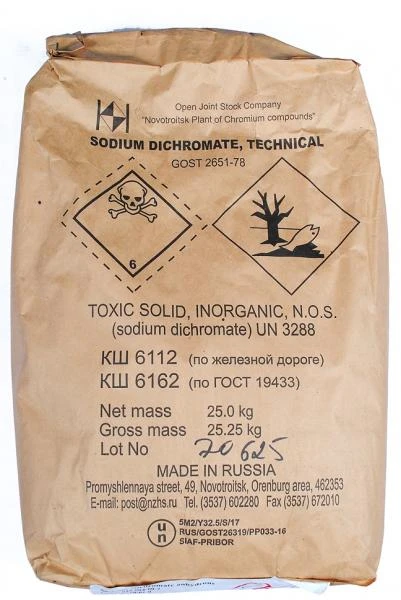 Open Joint Stock Company
"Novotroitsk Plant of Chromium compounds"
SODIUM DICHROMATE, TECHNICAL
GOST 2651-78
6
TOXIC SOLID, INORGANIC, N.O.S.
(sodium dichromate) UN 3288
КШ 6112 (по железной дороге)
КШ 6162 (по ГОСТ 19433)
Net mass 25.0 kg
Gross mass 25.25 kg
Lot No 70625
MADE IN RUSSIA
Promyshlennaya street, 49, Novotroitsk, Orenburg area, 462353
E-mail: post@nzhs.ru Tel. (3537) 602280 Fax (3537) 672010
un
5M2/Y32.5/S/17
RUS/GOST26319/PP033-16
SIAF-PRIBOR